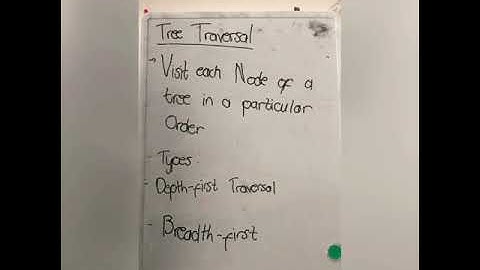 Tree Traversal
- Visit each Node of a
tree in a particular
Order
- Types:
- Depth-first Traversal
- Breadth-first